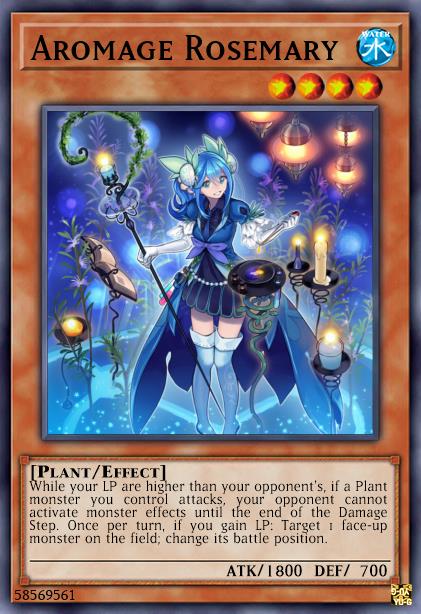 AROMAGE ROSEMARY
WATER
水
[PLANT/EFFECT]
While your LP are higher than your opponent's, if a Plant
monster you control attacks, your opponent cannot
activate monster effects until the end of the Damage
Step. Once per turn, if you gain LP: Target 1 face-up
monster on the field; change its battle position.
ATK/1800 DEF/ 700
58569561